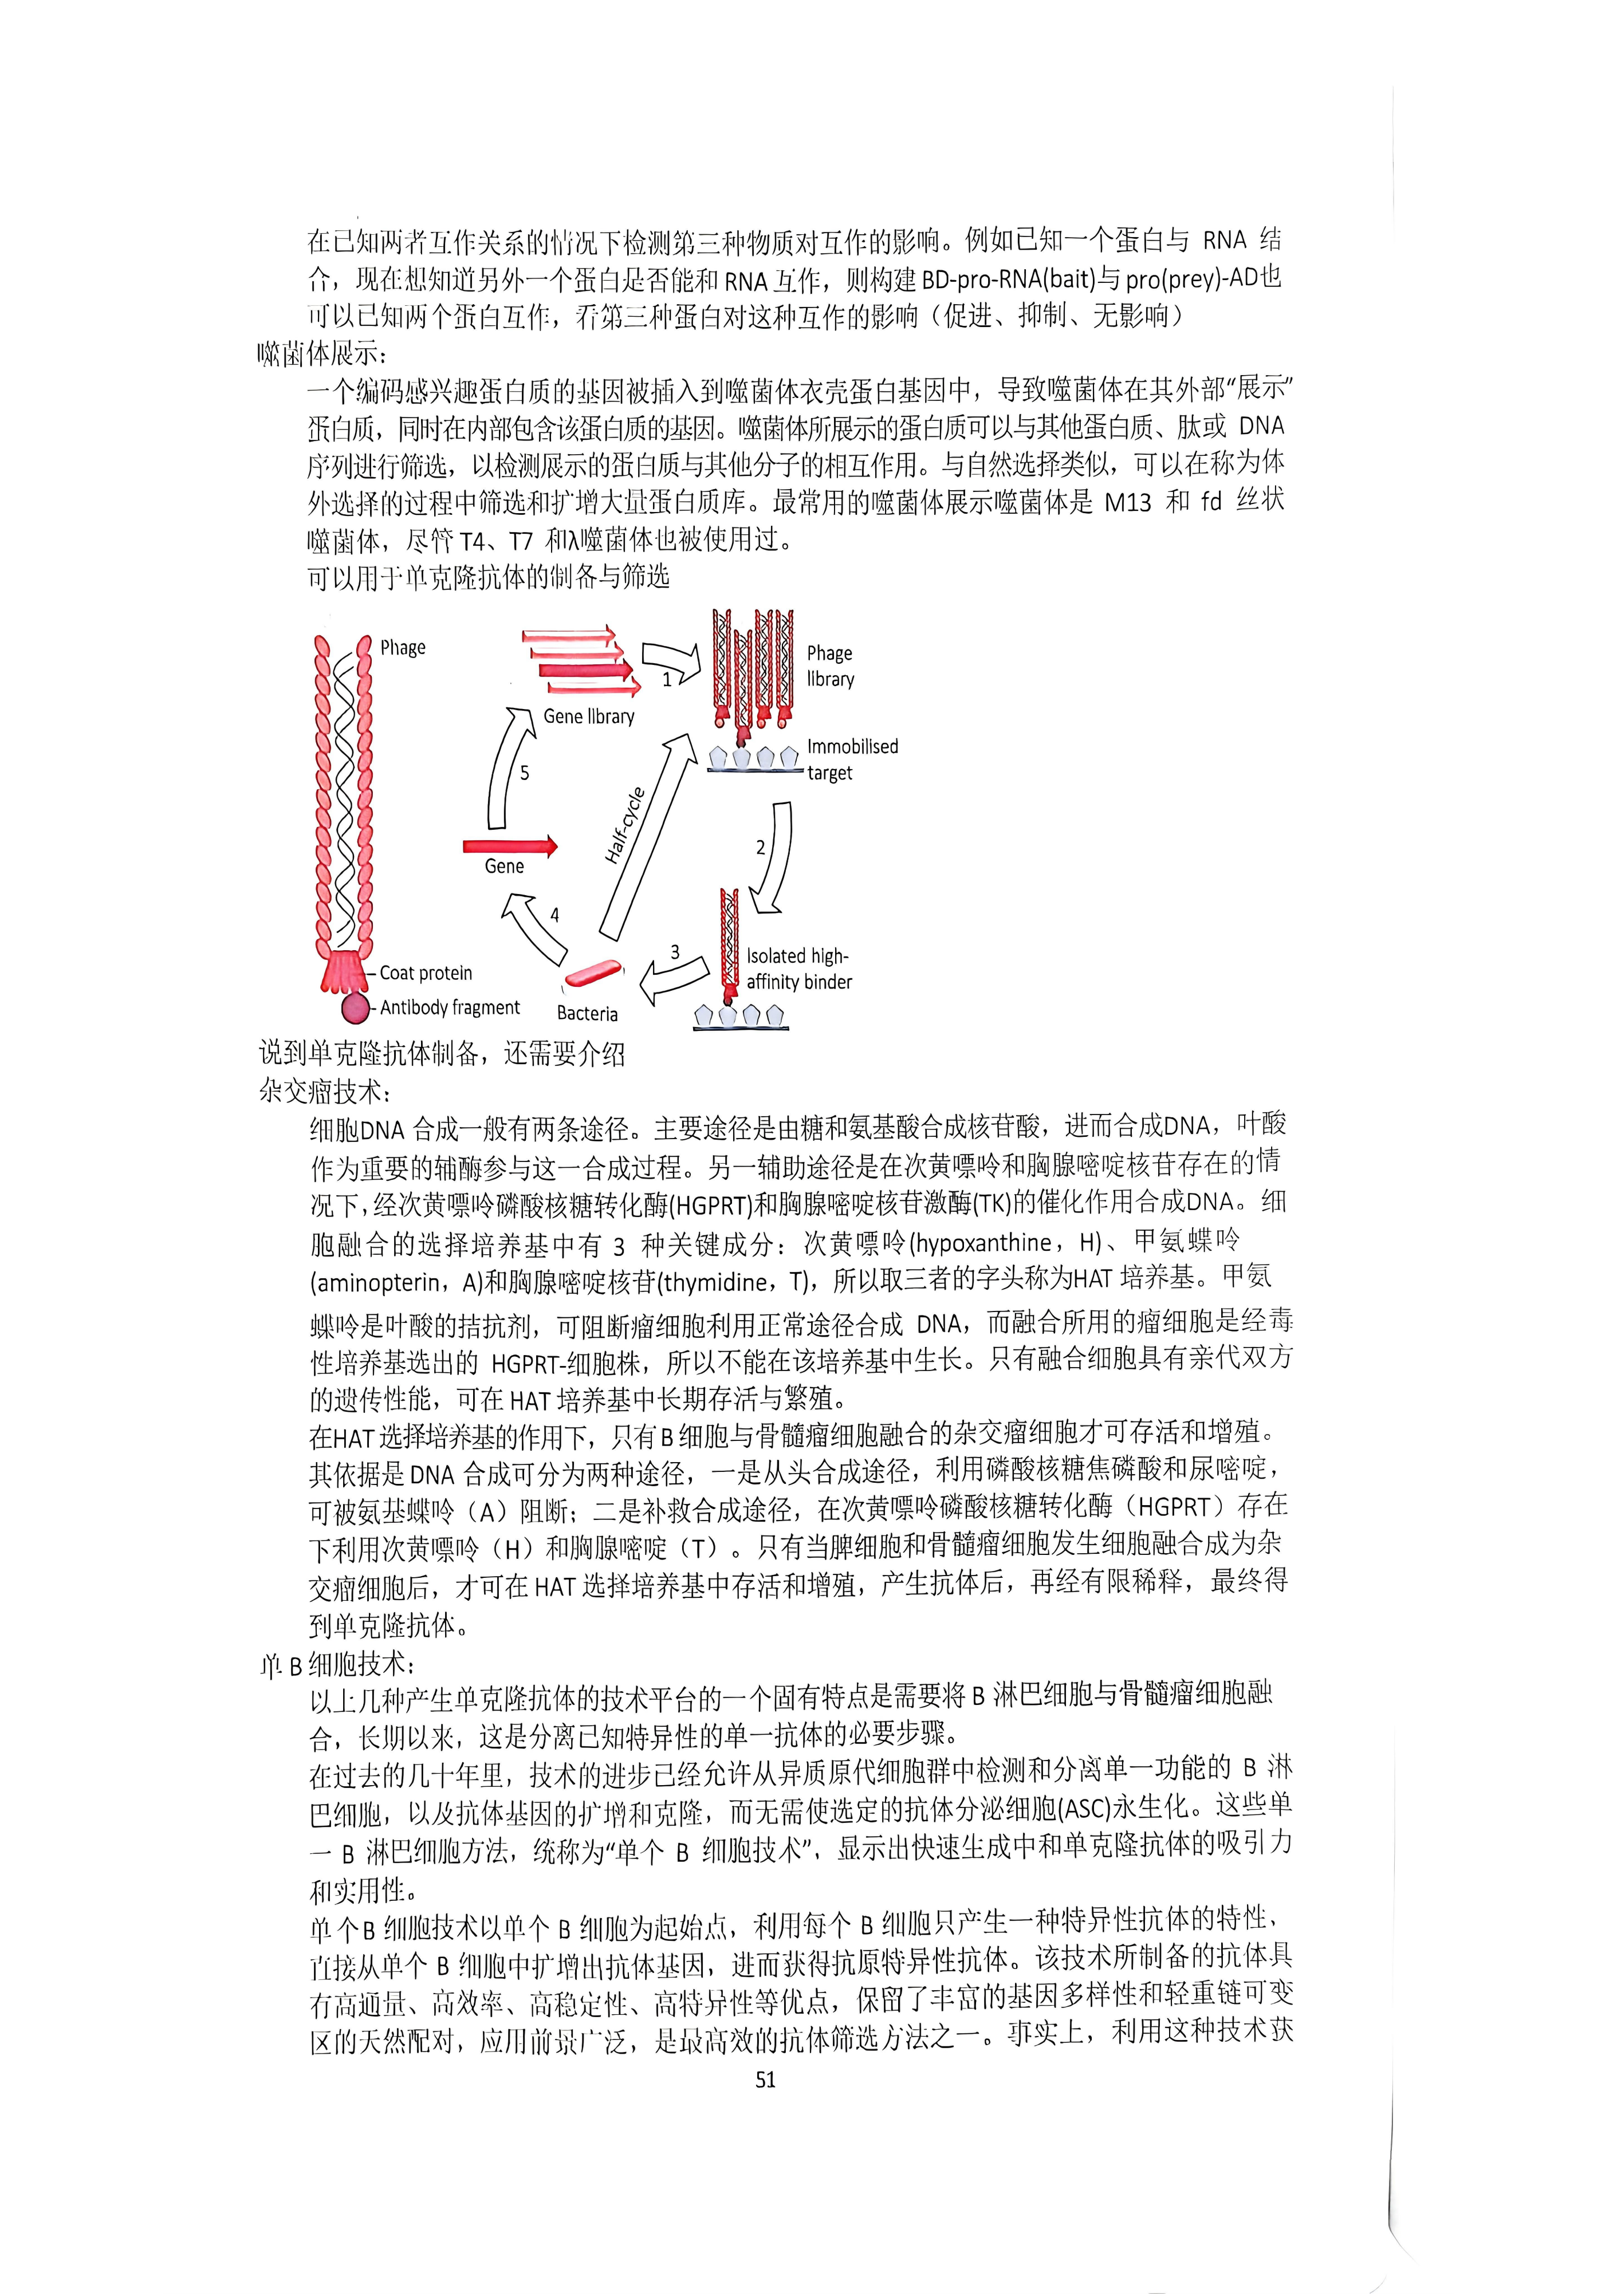 在已知两者互作关系的情况下检测第三种物质对互作的影响。例如已知一个蛋白与 RNA 结
合，现在想知道另外一个蛋白是否能和 RNA 互作，则构建 BD-pro-RNA(bait)与 pro(prey)-AD也
可以已知两个蛋白互作，看第三种蛋白对这种互作的影响（促进、抑制、无影响）
噬菌体展示：
一个编码感兴趣蛋白质的基因被插入到噬菌体衣壳蛋白基因中，导致噬菌体在其外部“展示”
蛋白质，同时在内部包含该蛋白质的基因。噬菌体所展示的蛋白质可以与其他蛋白质、肽或 DNA
序列进行筛选，以检测展示的蛋白质与其他分子的相互作用。与自然选择类似，可以在称为体
外选择的过程中筛选和扩增大量蛋白质库。最常用的噬菌体展示噬菌体是 M13 和 fd 丝状
噬菌体，尽管 T4、T7 和λ噬菌体也被使用过。
可以用于单克隆抗体的制备与筛选
Phage
Gene library
1
Phage
library
Immobilised
target
5
Half-cycle
2
Gene
4
3
Isolated high-
affinity binder
Coat protein
Antibody fragment
Bacteria
说到单克隆抗体制备，还需要介绍
杂交瘤技术：
细胞DNA 合成一般有两条途径。主要途径是由糖和氨基酸合成核苷酸，进而合成DNA，叶酸
作为重要的辅酶参与这一合成过程。另一辅助途径是在次黄嘌呤和胸腺嘧啶核苷存在的情
况下，经次黄嘌呤磷酸核糖转化酶(HGPRT)和胸腺嘧啶核苷激酶(TK)的催化作用合成DNA。细
胞融合的选择培养基中有 3 种关键成分：次黄嘌呤(hypoxanthine，H)、甲氨蝶呤
(aminopterin，A)和胸腺嘧啶核苷(thymidine，T)，所以取三者的字头称为HAT 培养基。甲氨
蝶呤是叶酸的拮抗剂，可阻断瘤细胞利用正常途径合成 DNA，而融合所用的瘤细胞是经毒
性培养基选出的 HGPRT-细胞株，所以不能在该培养基中生长。只有融合细胞具有亲代双方
的遗传性能，可在 HAT 培养基中长期存活与繁殖。
在HAT 选择培养基的作用下，只有 B 细胞与骨髓瘤细胞融合的杂交瘤细胞才可存活和增殖。
其依据是 DNA 合成可分为两种途径，一是从头合成途径，利用磷酸核糖焦磷酸和尿嘧啶，
可被氨基蝶呤（A）阻断；二是补救合成途径，在次黄嘌呤磷酸核糖转化酶（HGPRT）存在
下利用次黄嘌呤（H）和胸腺嘧啶（T）。只有当脾细胞和骨髓瘤细胞发生细胞融合成为杂
交瘤细胞后，才可在 HAT 选择培养基中存活和增殖，产生抗体后，再经有限稀释，最终得
到单克隆抗体。
单 B 细胞技术：
以上几种产生单克隆抗体的技术平台的一个固有特点是需要将 B 淋巴细胞与骨髓瘤细胞融
合，长期以来，这是分离已知特异性的单一抗体的必要步骤。
在过去的几十年里，技术的进步已经允许从异质原代细胞群中检测和分离单一功能的 B 淋
巴细胞，以及抗体基因的扩增和克隆，而无需使选定的抗体分泌细胞(ASC)永生化。这些单
一 B 淋巴细胞方法，统称为“单个 B 细胞技术”，显示出快速生成中和单克隆抗体的吸引力
和实用性。
单个B 细胞技术以单个 B 细胞为起始点，利用每个 B 细胞只产生一种特异性抗体的特性，
直接从单个 B 细胞中扩增出抗体基因，进而获得抗原特异性抗体。该技术所制备的抗体具
有高通量、高效率、高稳定性、高特异性等优点，保留了丰富的基因多样性和轻重链可变
区的天然配对，应用前景广泛，是最高效的抗体筛选方法之一。事实上，利用这种技术获
51